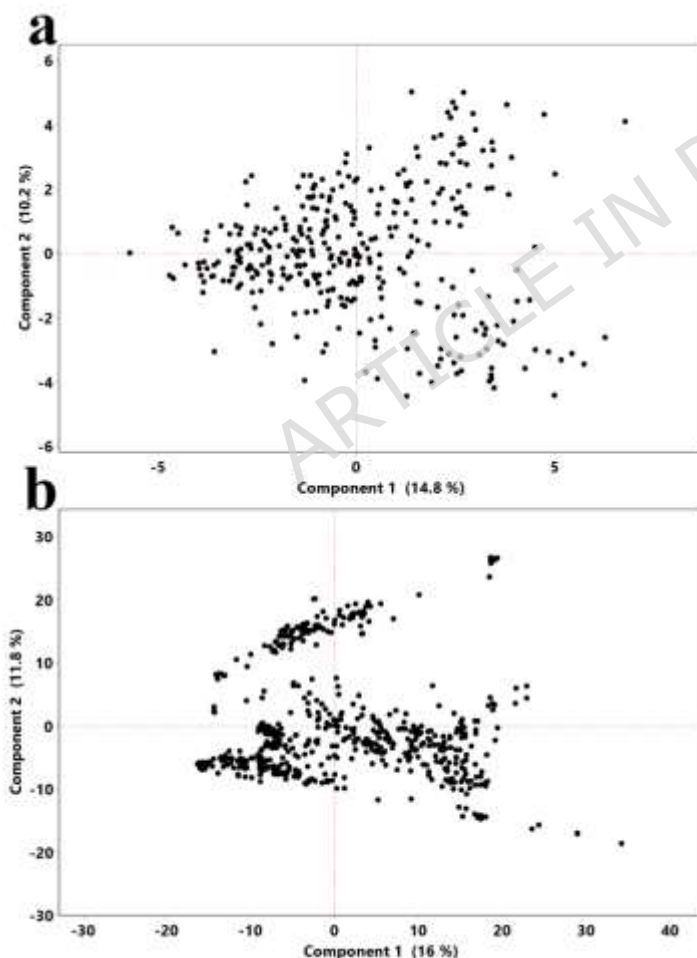 a
6
4
2
0
-2
-4
-6
Component 2 (10.2 %)
-5 0 5
Component 1 (14.8 %)
ARTICLE IN
b
30
20
10
0
-10
-20
-30
Component 2 (11.8 %)
-30 -20 -10 0 10 20 30 40
Component 1 (16 %)